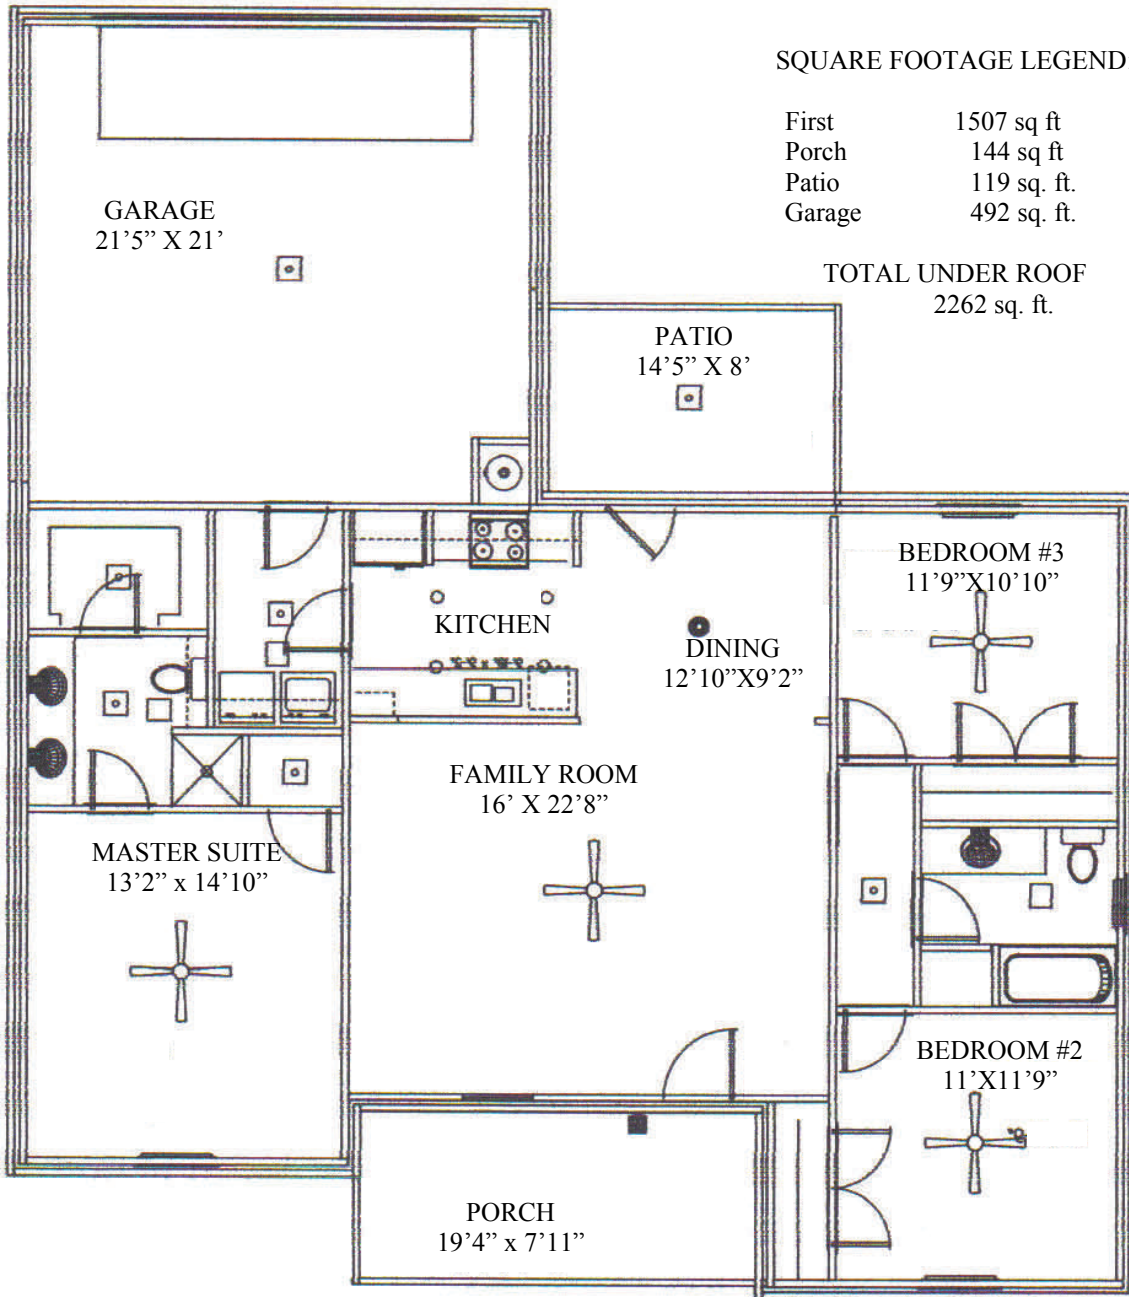 SQUARE FOOTAGE LEGEND
First 1507 sq ft
Porch 144 sq ft
Patio 119 sq. ft.
Garage 492 sq. ft.
TOTAL UNDER ROOF
2262 sq. ft.
GARAGE
21’5” X 21’
PATIO
14’5” X 8’
BEDROOM #3
11’9”X10’10”
KITCHEN
DINING
12’10”X9’2”
FAMILY ROOM
16’ X 22’8”
MASTER SUITE
13’2” x 14’10”
BEDROOM #2
11’X11’9”
PORCH
19’4” x 7’11”